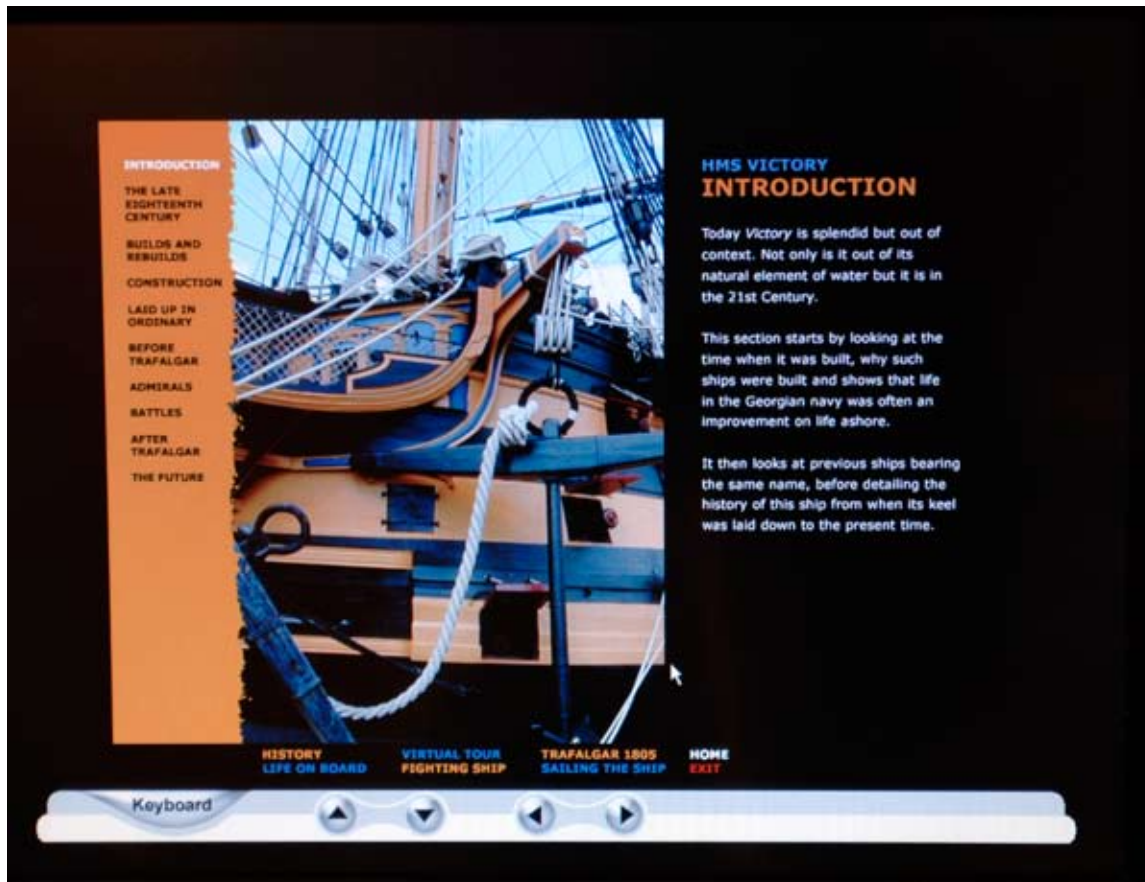 INTRODUCTION
THE LATE
EIGHTEENTH
CENTURY
BUILDS AND
REBUILDS
CONSTRUCTION
LAID UP IN
ORDINARY
BEFORE
TRAFALGAR
ADMIRALS
BATTLES
AFTER
TRAFALGAR
THE FUTURE
HMS VICTORY
INTRODUCTION
Today Victory is splendid but out of
context. Not only is it out of its
natural element of water but it is in
the 21st Century.
This section starts by looking at the
time when it was built, why such
ships were built and shows that life
in the Georgian navy was often an
improvement on life ashore.
It then looks at previous ships bearing
the same name, before detailing the
history of this ship from when its keel
was laid down to the present time.
HISTORY VIRTUAL TOUR TRAFALGAR 1805 HOME
LIFE ON BOARD FIGHTING SHIP SAILING THE SHIP EXIT
Keyboard